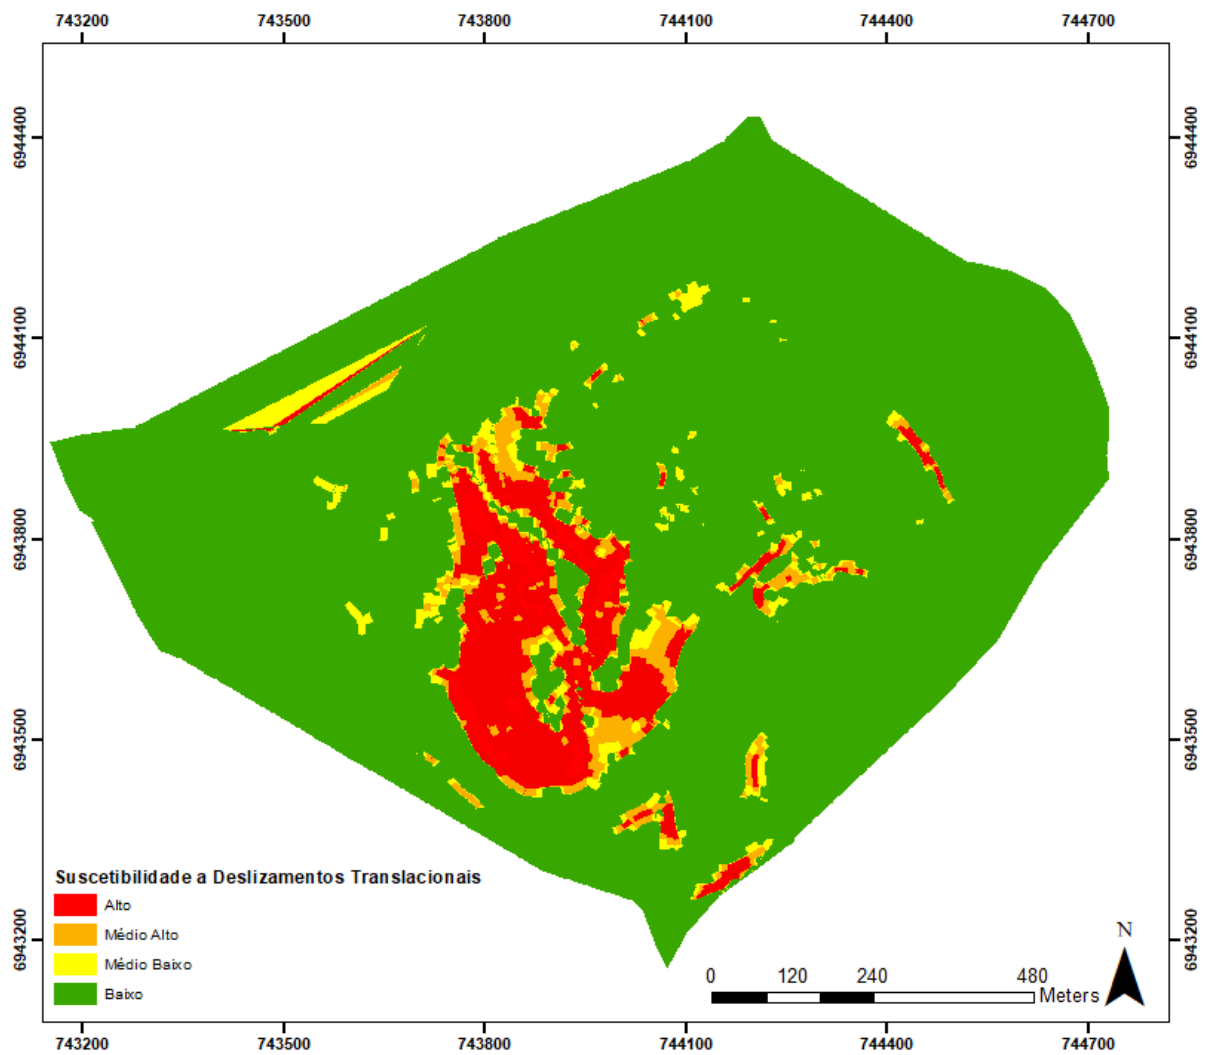 743200 743500 743800 744100 744400 744700
6944400 6944400
6944100 6944100
6943800 6943800
6943500 6943500
6943200 6943200
Suscetibilidade a Deslizamentos Translacionais
Alto
Médio Alto
Médio Baixo
Baixo
N
0 120 240 480
Meters
743200 743500 743800 744100 744400 744700